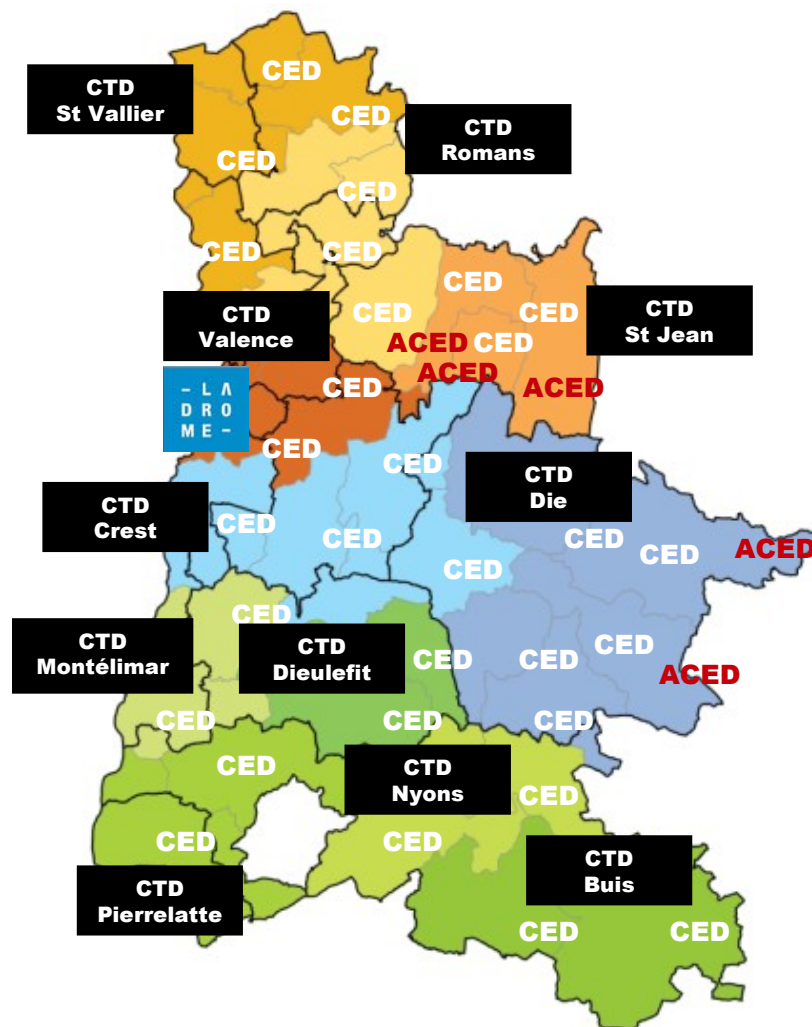 CED
CTD
St Vallier
CED
CTD
Romans
CED
CED
CED
CED
CED
CED
CED
CTD
Valence
CTD
St Jean
ACED
CED
ACED
ACED
CED
– L A
D R O
M E –
CED
CED
CTD
Die
CTD
Crest
CED
CED
CED
CED
ACED
CED
CED
CTD
Montélimar
CTD
Dieulefit
CED
CED
CED
ACED
CED
CED
CED
CED
CTD
Nyons
CED
CED
CED
CTD
Buis
CTD
Pierrelatte
CED
CED